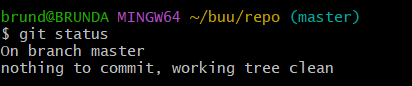 brund@BRUNDA MINGW64 ~/buu/repo (master)
$ git status
On branch master
nothing to commit, working tree clean